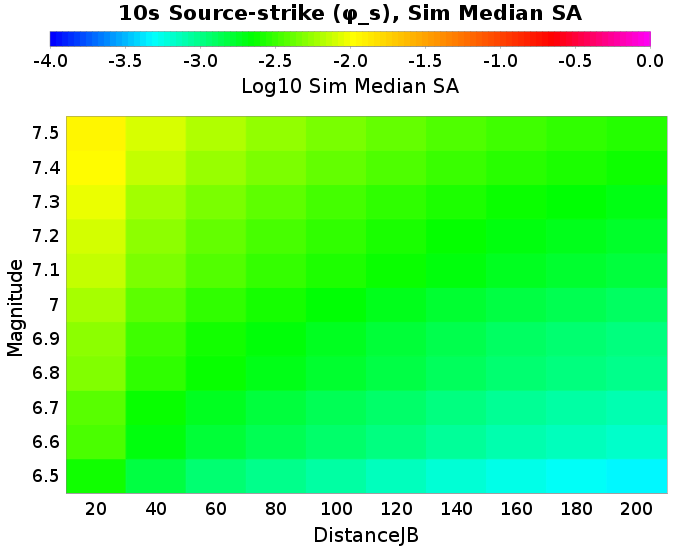 10s Source-strike (φ_s), Sim Median SA
-4.0 -3.5 -3.0 -2.5 -2.0 -1.5 -1.0 -0.5 0.0
Log10 Sim Median SA
Magnitude
7.5
7.4
7.3
7.2
7.1
7
6.9
6.8
6.7
6.6
6.5
20 40 60 80 100 120 140 160 180 200
DistanceJB